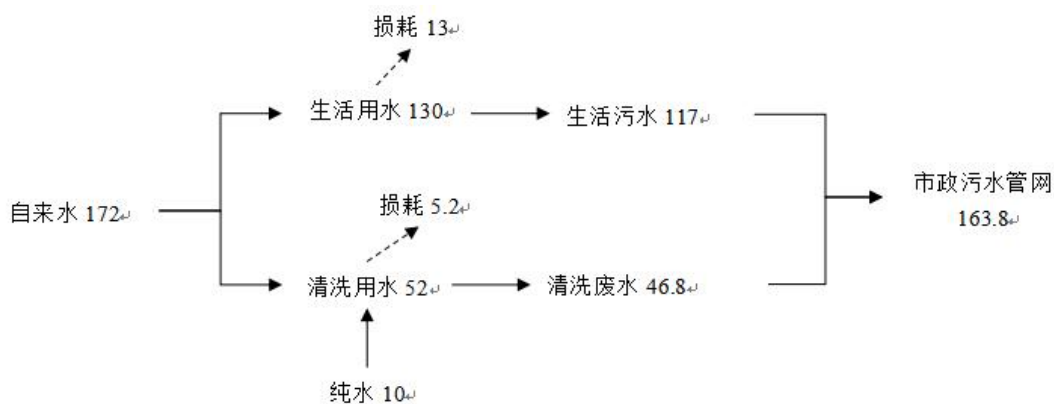 损耗 13↵
生活用水 130↵
生活污水 117↵
自来水 172↵
市政污水管网
163.8↵
损耗 5.2↵
清洗用水 52↵
清洗废水 46.8↵
纯水 10↵